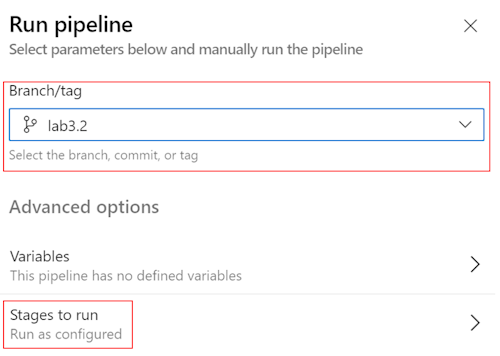 Run pipeline
Select parameters below and manually run the pipeline
Branch/tag
lab3.2
Select the branch, commit, or tag
Advanced options
Variables
This pipeline has no defined variables
Stages to run
Run as configured